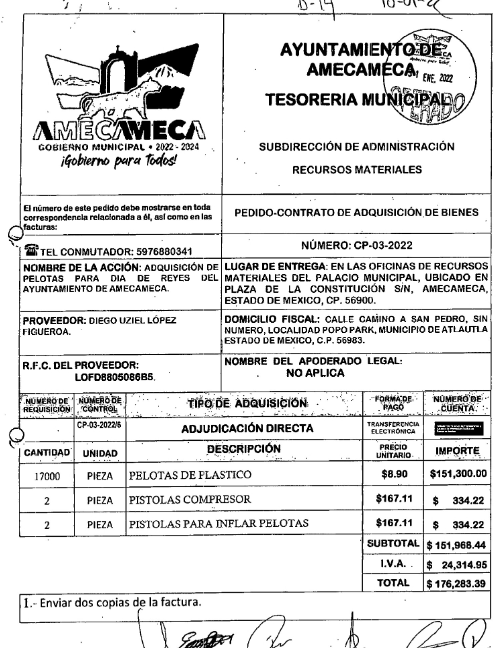 D-14
10-01-22
AMECAMECA
GOBIERNO MUNICIPAL • 2022 - 2024
¡Gobierno para Todos!
AYUNTAMIENTO DE
AMECAMECA
ENE. 2022
TESORERIA MUNICIPAL
SUBDIRECCIÓN DE ADMINISTRACIÓN
RECURSOS MATERIALES
El número de este pedido debe mostrarse en toda
correspondencia relacionada a él, así como en las
facturas:
PEDIDO-CONTRATO DE ADQUISICIÓN DE BIENES
TEL CONMUTADOR: 5976880341
NÚMERO: CP-03-2022
NOMBRE DE LA ACCIÓN: ADQUISICIÓN DE
PELOTAS PARA DIA DE REYES DEL
AYUNTAMIENTO DE AMECAMECA.
LUGAR DE ENTREGA: EN LAS OFICINAS DE RECURSOS
MATERIALES DEL PALACIO MUNICIPAL, UBICADO EN
PLAZA DE LA CONSTITUCIÓN S/N, AMECAMECA,
ESTADO DE MEXICO, CP. 56900.
PROVEEDOR: DIEGO UZIEL LÓPEZ
FIGUEROA.
DOMICILIO FISCAL: CALLE CAMINO A SAN PEDRO, SIN
NUMERO, LOCALIDAD POPO PARK, MUNICIPIO DE ATLAUTLA
ESTADO DE MEXICO, C.P. 56983.
R.F.C. DEL PROVEEDOR:
LOFD8805086B5.
NOMBRE DEL APODERADO LEGAL:
NO APLICA
NÚMERO DE
REQUISICIÓN
NÚMERO DE
CONTROL
TIPO DE ADQUISICIÓN
FORMA DE
PAGO
NÚMERO DE
CUENTA
CP-03-2022/6
ADJUDICACIÓN DIRECTA
TRANSFERENCIA
ELECTRÓNICA
CANTIDAD UNIDAD DESCRIPCIÓN PRECIO
UNITARIO IMPORTE
17000 PIEZA PELOTAS DE PLASTICO $8.90 $151,300.00
2 PIEZA PISTOLAS COMPRESOR $167.11 $ 334.22
2 PIEZA PISTOLAS PARA INFLAR PELOTAS $167.11 $ 334.22
SUBTOTAL $ 151,968.44
I.V.A. $ 24,314.95
TOTAL $ 176,283.39
1.- Enviar dos copias de la factura.